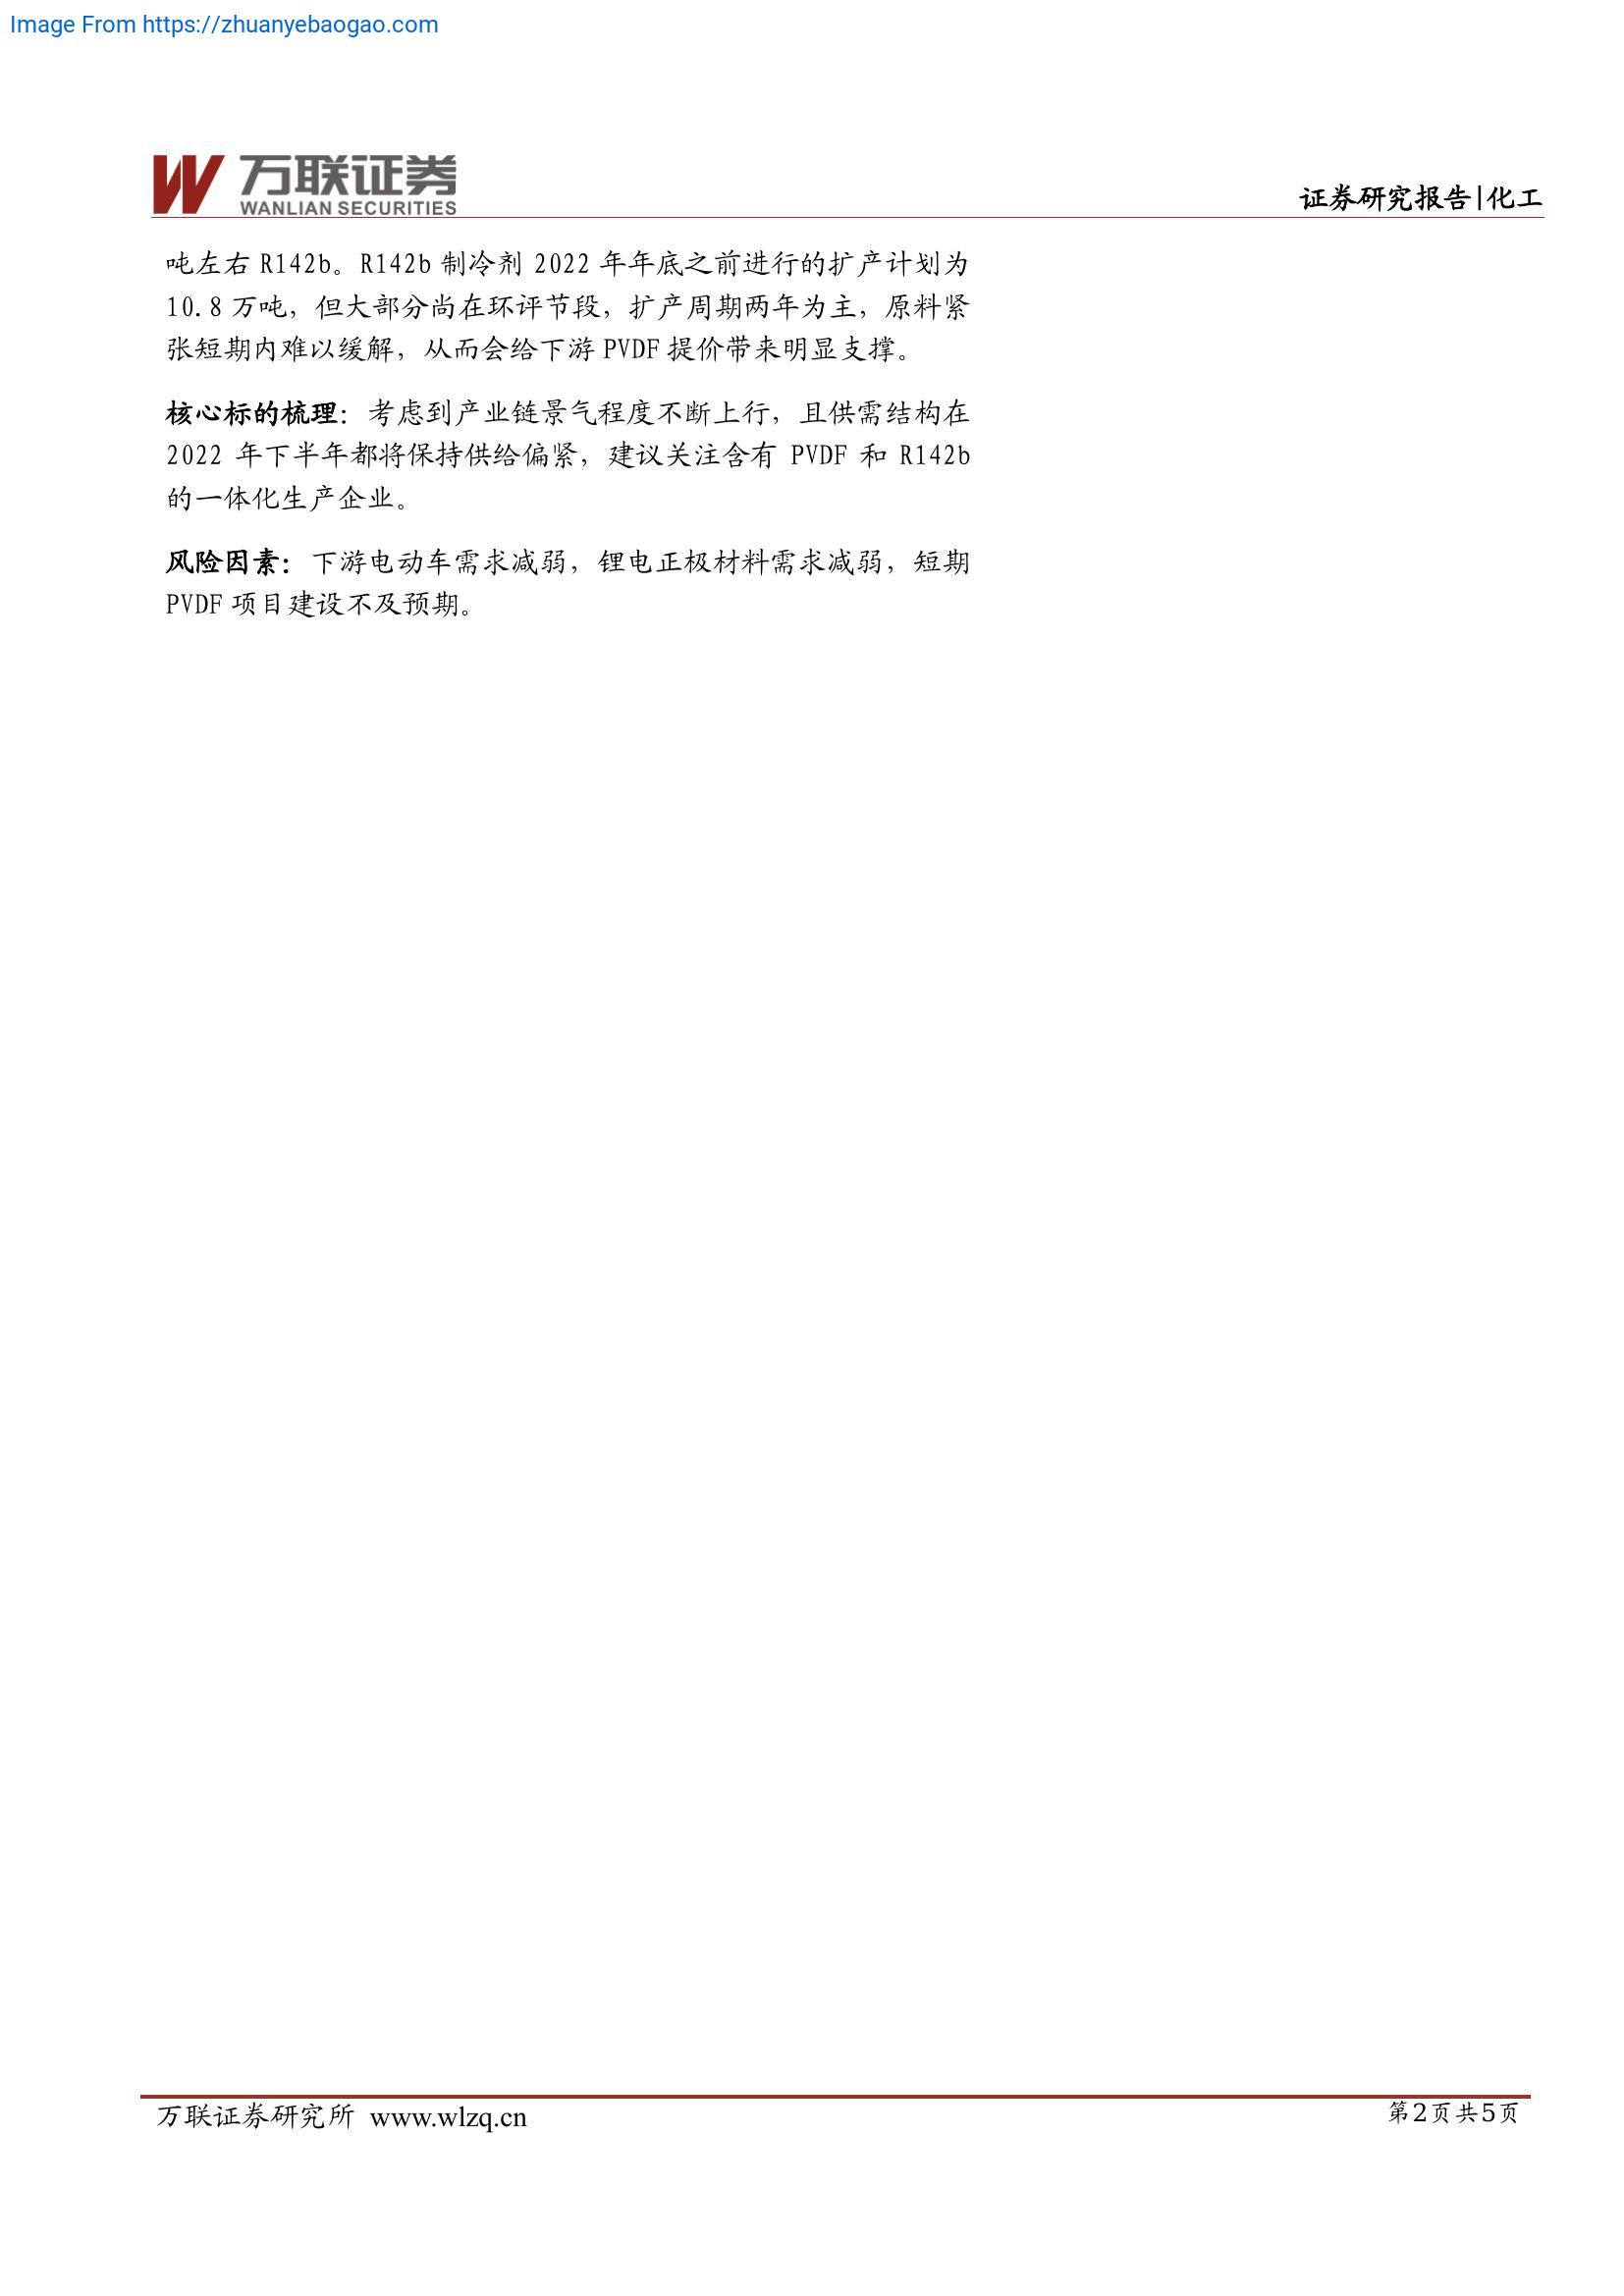 Image From https://zhuanyebaogao.com
万联证券
WANLIAN SECURITIES
证券研究报告|化工
吨左右 R142b。R142b 制冷剂 2022 年年底之前进行的扩产计划为
10.8 万吨，但大部分尚在环评节段，扩产周期两年为主，原料紧
张短期内难以缓解，从而会给下游 PVDF 提价带来明显支撑。
核心标的梳理：考虑到产业链景气程度不断上行，且供需结构在
2022 年下半年都将保持供给偏紧，建议关注含有 PVDF 和 R142b
的一体化生产企业。
风险因素：下游电动车需求减弱，锂电正极材料需求减弱，短期
PVDF 项目建设不及预期。
万联证券研究所 www.wlzq.cn
第2页共5页